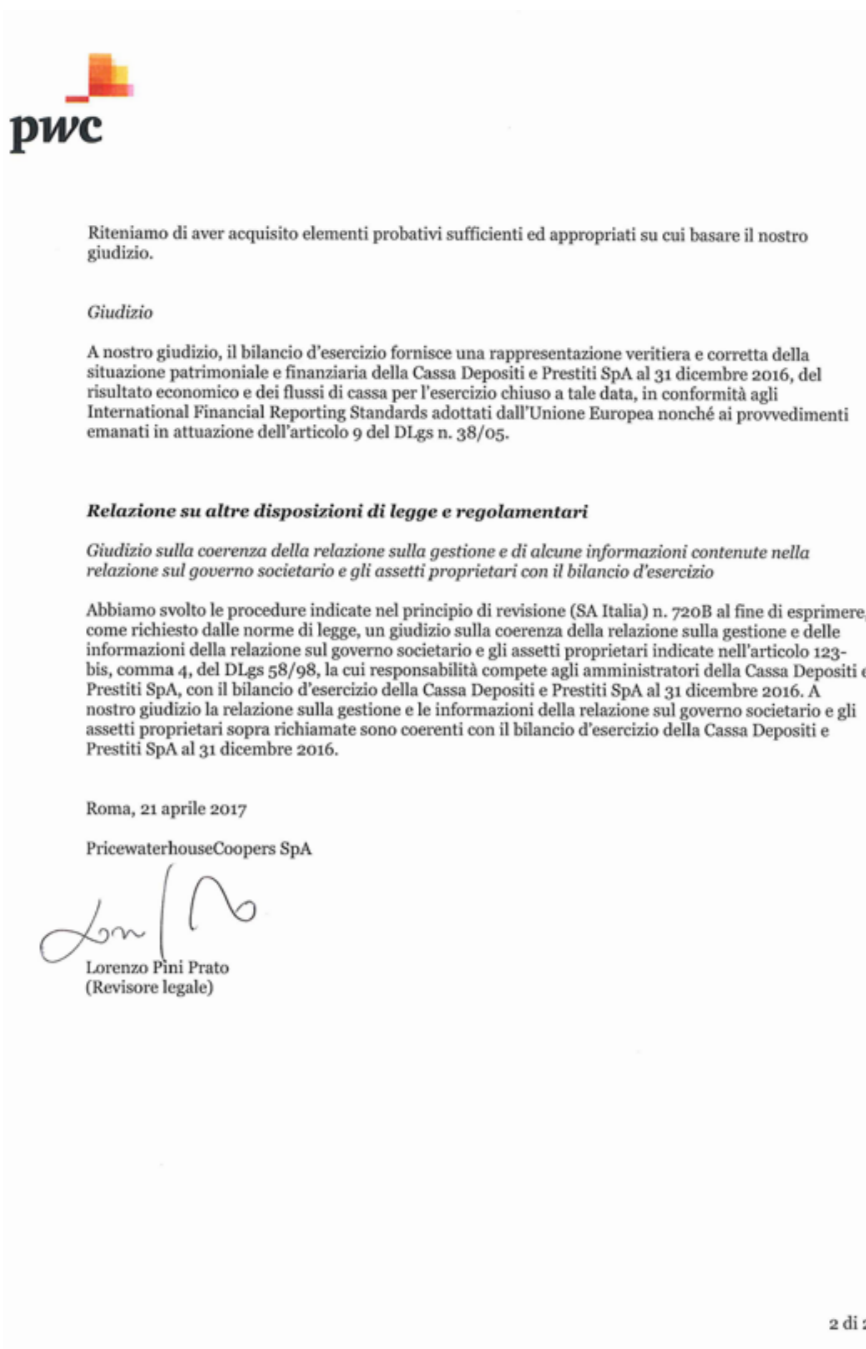 pwc
Riteniamo di aver acquisito elementi probativi sufficienti ed appropriati su cui basare il nostro
giudizio.
Giudizio
A nostro giudizio, il bilancio d'esercizio fornisce una rappresentazione veritiera e corretta della
situazione patrimoniale e finanziaria della Cassa Depositi e Prestiti SpA al 31 dicembre 2016, del
risultato economico e dei flussi di cassa per l'esercizio chiuso a tale data, in conformità agli
International Financial Reporting Standards adottati dall'Unione Europea nonché ai provvedimenti
emanati in attuazione dell'articolo 9 del DLgs n. 38/05.
Relazione su altre disposizioni di legge e regolamentari
Giudizio sulla coerenza della relazione sulla gestione e di alcune informazioni contenute nella
relazione sul governo societario e gli assetti proprietari con il bilancio d'esercizio
Abbiamo svolto le procedure indicate nel principio di revisione (SA Italia) n. 720B al fine di esprimere,
come richiesto dalle norme di legge, un giudizio sulla coerenza della relazione sulla gestione e delle
informazioni della relazione sul governo societario e gli assetti proprietari indicate nell'articolo 123-
bis, comma 4, del DLgs 58/98, la cui responsabilità compete agli amministratori della Cassa Depositi e
Prestiti SpA, con il bilancio d'esercizio della Cassa Depositi e Prestiti SpA al 31 dicembre 2016. A
nostro giudizio la relazione sulla gestione e le informazioni della relazione sul governo societario e gli
assetti proprietari sopra richiamate sono coerenti con il bilancio d'esercizio della Cassa Depositi e
Prestiti SpA al 31 dicembre 2016.
Roma, 21 aprile 2017
PricewaterhouseCoopers SpA
Lorenzo Pini Prato
(Revisore legale)
2 di 2